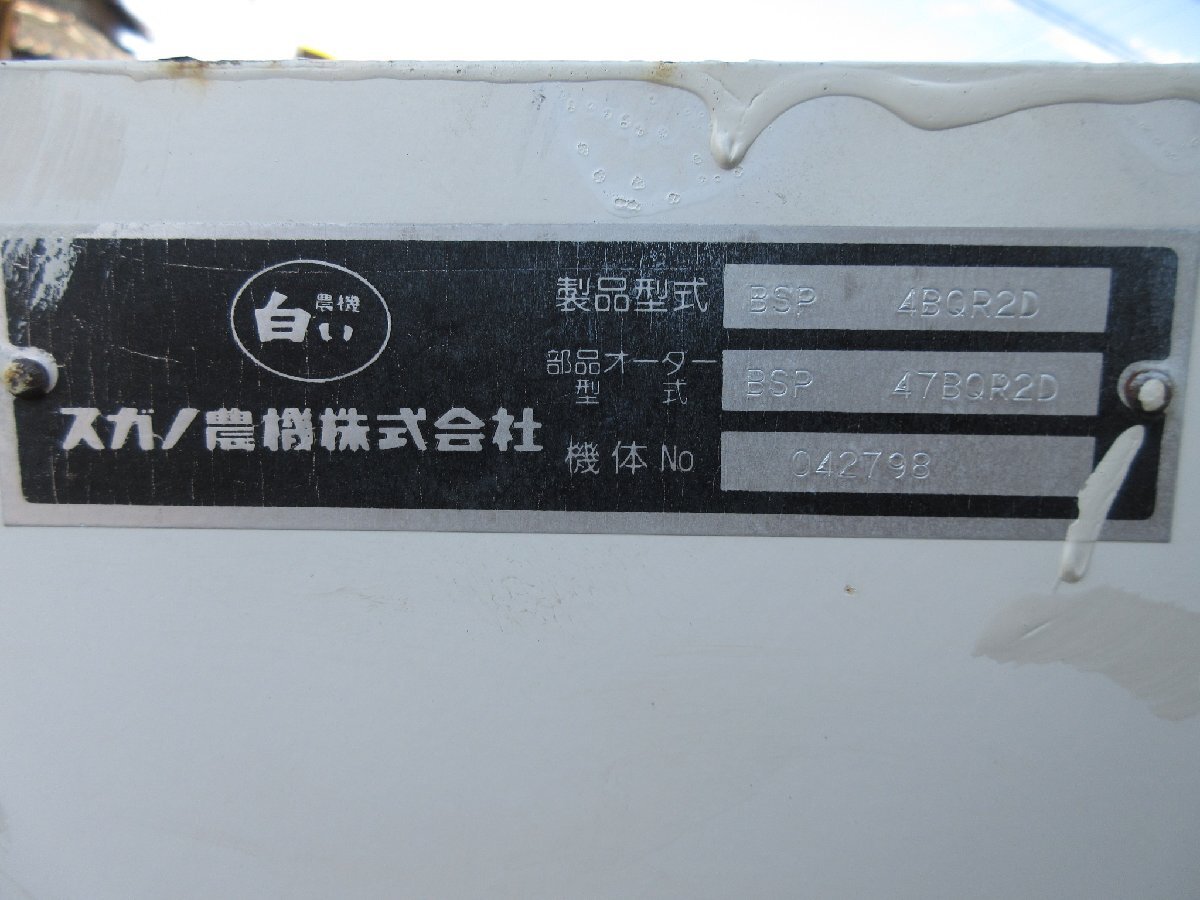 白い農機
スガノ農機株式会社
製品型式 BSP 4BQR2D
部品オーター型式 BSP 47BQR2D
機体No 042798